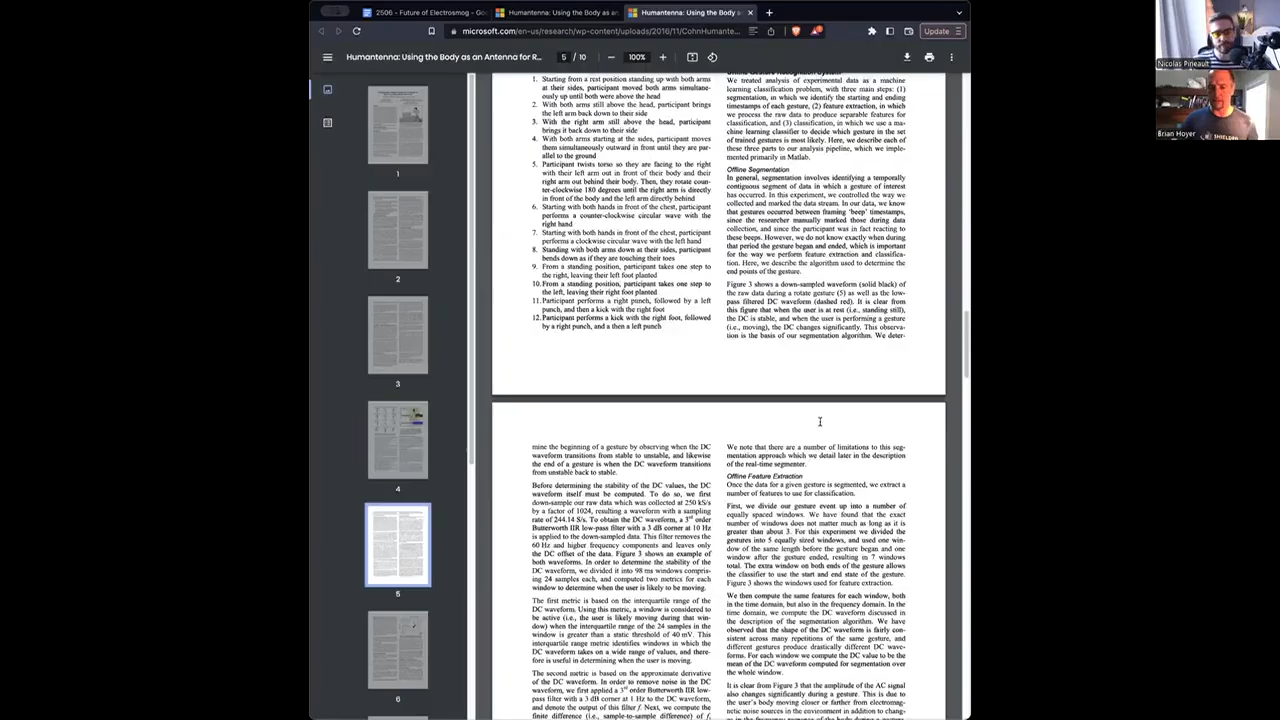 2506 - Future of Electrosmog - Go
Humantenna: Using the Body as an
Humantenna: Using the Body as
microsoft.com/en-us/research/wp-content/uploads/2016/11/CohnHumante...
Update
Humantenna: Using the Body as an Antenna for R...
5 / 10
100%
1
2
3
4
5
6
1. Starting from a rest position standing up with both arms
at their sides, participant moved both arms simultane-
ously up until both were above the head
2. With both arms still above the head, participant brings
the left arm back down to their side
3. With the right arm still above the head, participant
brings it back down to their side
4. With both arms starting at the sides, participant moves
them simultaneously outward in front until they are par-
allel to the ground
5. Participant twists torso so they are facing to the right
with their left arm out in front of their body and their
right arm out behind their body. Then, they rotate coun-
ter-clockwise 180 degrees until the right arm is directly
in front of the body and the left arm directly behind
6. Starting with both hands in front of the chest, participant
performs a counter-clockwise circular wave with the
right hand
7. Starting with both hands in front of the chest, participant
performs a clockwise circular wave with the left hand
8. Standing with both arms down at their sides, participant
bends down as if they are touching their toes
9. From a standing position, participant takes one step to
the right, leaving their left foot planted
10. From a standing position, participant takes one step to
the left, leaving their right foot planted
11. Participant performs a right punch, followed by a left
punch, and then a kick with the right foot
12. Participant performs a kick with the right foot, followed
by a right punch, and a then a left punch
Offline Gesture Recognition System
We treated analysis of experimental data as a machine
learning classification problem, with three main steps: (1)
segmentation, in which we identify the starting and ending
timestamps of each gesture, (2) feature extraction, in which
we process the raw data to produce separable features for
classification, and (3) classification, in which we use a ma-
chine learning classifier to decide which gesture in the set
of trained gestures is most likely. Here, we describe each of
these three parts to our analysis pipeline, which we imple-
mented primarily in Matlab.
Offline Segmentation
In general, segmentation involves identifying a temporally
contiguous segment of data in which a gesture of interest
has occurred. In this experiment, we controlled the way we
collected and marked the data stream. In our data, we know
that gestures occurred between framing 'beep' timestamps,
since the researcher manually marked those during data
collection, and since the participant was in fact reacting to
these beeps. However, we do not know exactly when during
that period the gesture began and ended, which is important
for the way we perform feature extraction and classifica-
tion. Here, we describe the algorithm used to determine the
end points of the gesture.
Figure 3 shows a down-sampled waveform (solid black) of
the raw data during a rotate gesture (5) as well as the low-
pass filtered DC waveform (dashed red). It is clear from
this figure that when the user is at rest (i.e., standing still),
the DC is stable, and when the user is performing a gesture
(i.e., moving), the DC changes significantly. This observa-
tion is the basis of our segmentation algorithm. We deter-
mine the beginning of a gesture by observing when the DC
waveform transitions from stable to unstable, and likewise
the end of a gesture is when the DC waveform transitions
from unstable back to stable.
Before determining the stability of the DC values, the DC
waveform itself must be computed. To do so, we first
down-sample our raw data which was collected at 250 kS/s
by a factor of 1024, resulting a waveform with a sampling
rate of 244.14 S/s. To obtain the DC waveform, a 3rd order
Butterworth IIR low-pass filter with a 3 dB corner at 10 Hz
is applied to the down-sampled data. This filter removes the
60 Hz and higher frequency components and leaves only
the DC offset of the data. Figure 3 shows an example of
both waveforms. In order to determine the stability of the
DC waveform, we divided it into 98 ms windows compris-
ing 24 samples each, and computed two metrics for each
window to determine when the user is likely to be moving.
The first metric is based on the interquartile range of the
DC waveform. Using this metric, a window is considered to
be active (i.e., the user is likely moving during that win-
dow) when the interquartile range of the 24 samples in the
window is greater than a static threshold of 40 mV. This
interquartile range metric identifies windows in which the
DC waveform takes on a wide range of values, and there-
fore is useful in determining when the user is moving.
The second metric is based on the approximate derivative
of the DC waveform. In order to remove noise in the DC
waveform, we first applied a 3rd order Butterworth IIR low-
pass filter with a 3 dB corner at 1 Hz to the DC waveform,
and denote the output of this filter f. Next, we compute the
finite difference (i.e., sample-to-sample difference) of f,
We note that there are a number of limitations to this seg-
mentation approach which we detail later in the description
of the real-time segmenter.
Offline Feature Extraction
Once the data for a given gesture is segmented, we extract a
number of features to use for classification.
First, we divide our gesture event up into a number of
equally spaced windows. We have found that the exact
number of windows does not matter much as long as it is
greater than about 3. For this experiment we divided the
gestures into 5 equally sized windows, and used one win-
dow of the same length before the gesture began and one
window after the gesture ended, resulting in 7 windows
total. The extra window on both ends of the gesture allows
the classifier to use the start and end state of the gesture.
Figure 3 shows the windows used for feature extraction.
We then compute the same features for each window, both
in the time domain, but also in the frequency domain. In the
time domain, we compute the DC waveform discussed in
the description of the segmentation algorithm. We have
observed that the shape of the DC waveform is fairly con-
sistent across many repetitions of the same gesture, and
different gestures produce drastically different DC wave-
forms. For each window we compute the DC value to be the
mean of the DC waveform computed for segmentation over
the whole window.
It is clear from Figure 3 that the amplitude of the AC signal
also changes significantly during a gesture. This is due to
the user's body moving closer or farther from electromag-
netic noise sources in the environment in addition to chang-
Nicolas Pineault
Brian Hoyer